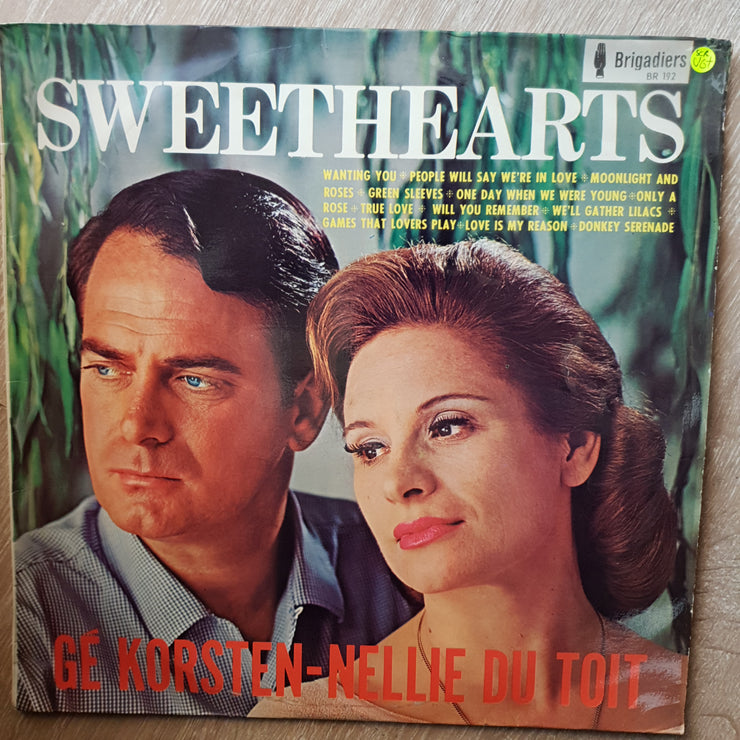 Brigadiers
BR 192
SCR
VG+
SWEETHEARTS
WANTING YOU + PEOPLE WILL SAY WE'RE IN LOVE + MOONLIGHT AND
ROSES + GREEN SLEEVES + ONE DAY WHEN WE WERE YOUNG + ONLY A
ROSE + TRUE LOVE + WILL YOU REMEMBER + WE'LL GATHER LILACS +
GAMES THAT LOVERS PLAY + LOVE IS MY REASON + DONKEY SERENADE
GÉ KORSTEN-NELLIE DU TOIT